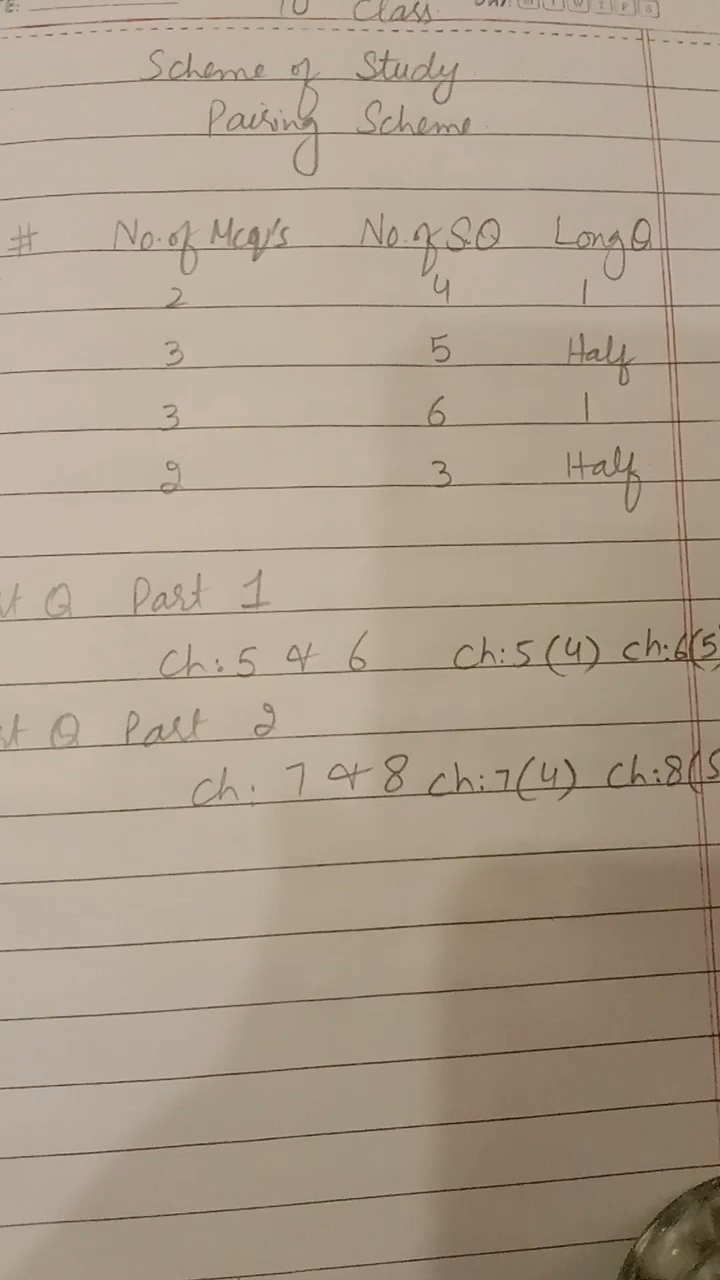 10 Class
Scheme of Study
Pairing Scheme
# No. of Mcq's No. of S.Q Long Q
2 4 1
3 5 Half
3 6 1
2 3 Half
Q Part 1
Ch: 5 & 6 Ch:5(4) Ch:6(5
Q Part 2
Ch: 7 & 8 Ch:7(4) Ch:8(5